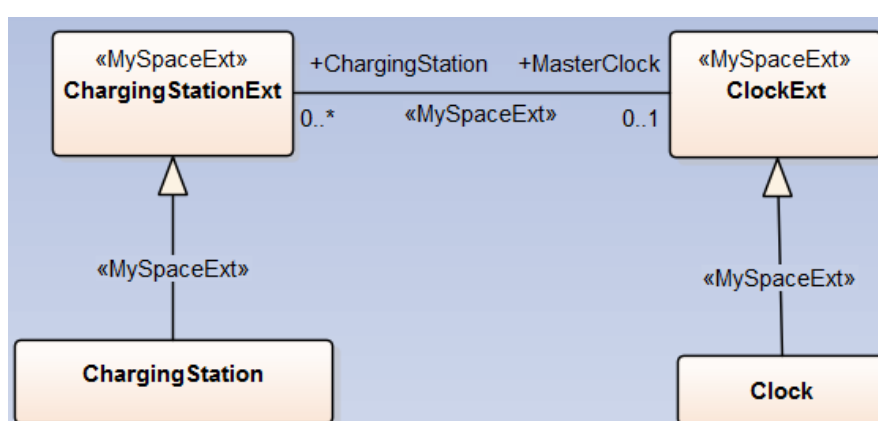 «MySpaceExt»
ChargingStationExt
+ChargingStation
+MasterClock
0..*
«MySpaceExt»
0..1
«MySpaceExt»
ClockExt
«MySpaceExt»
«MySpaceExt»
ChargingStation
Clock